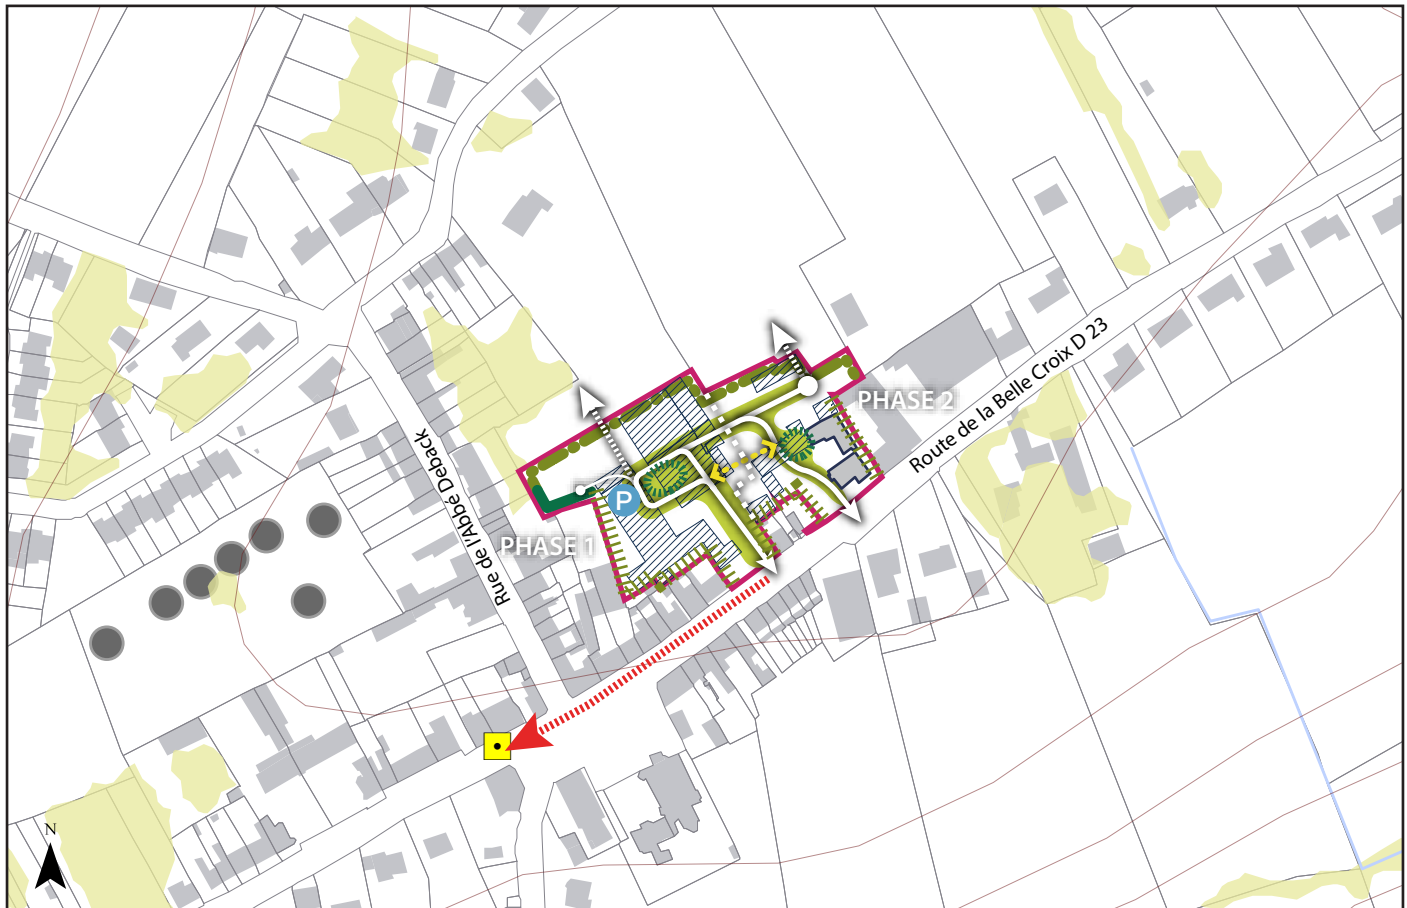 Route de la Belle Croix D 23
PHASE 2
Rue de l'Abbé Deback
P
PHASE 1
N